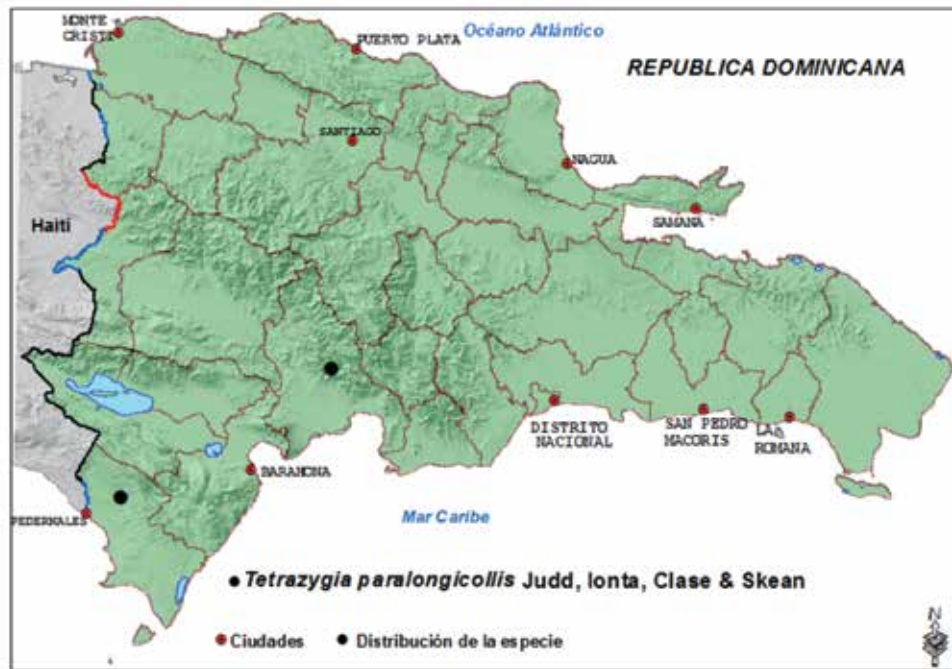 MONTE
CRISTI
PUERTO PLATA
Océano Atlántico
REPUBLICA DOMINICANA
SANTIAGO
NAGUA
SAMANA
Haití
DISTRITO
NACIONAL
SAN PEDRO
MACORIS
LA
ROMANA
BARAHONA
PEDERNALES
Mar Caribe
Tetrazygia paralongicollis Judd, Ionta, Clase & Skean
Ciudades
Distribución de la especie
N